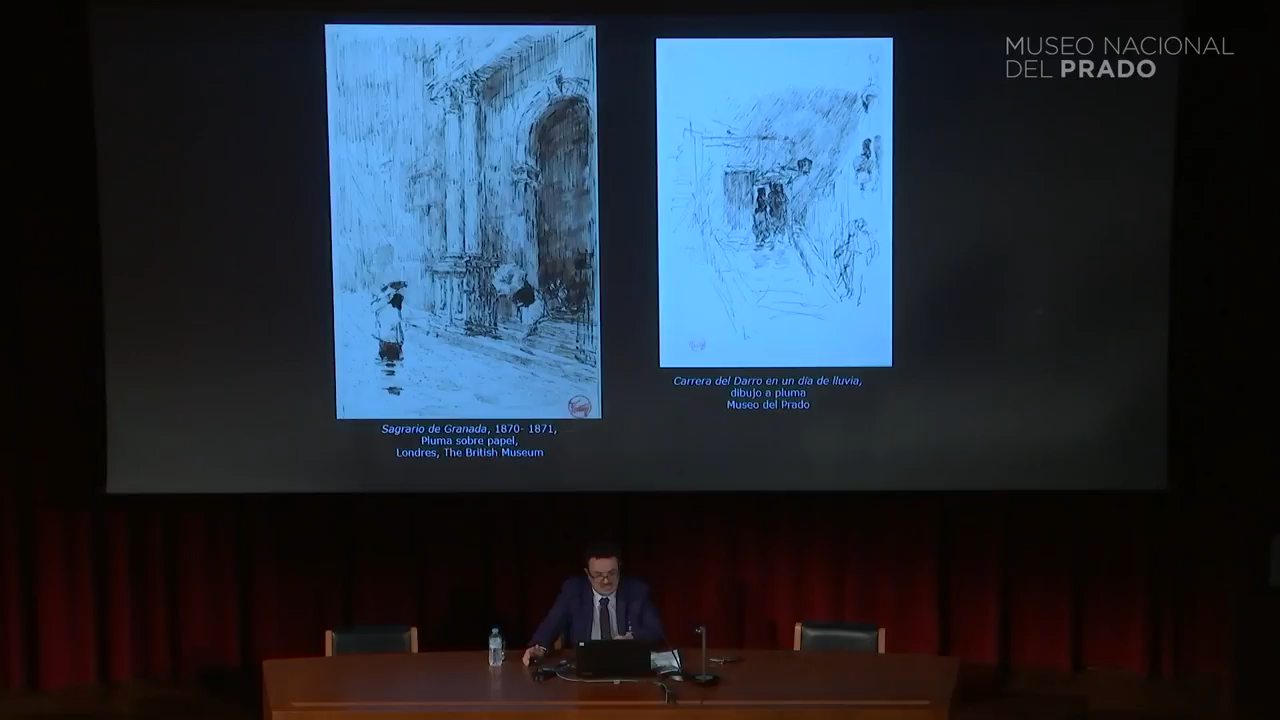 MUSEO NACIONAL
DEL PRADO
Sagrario de Granada, 1870- 1871,
Pluma sobre papel,
Londres, The British Museum
Carrera del Darro en un día de lluvia,
dibujo a pluma
Museo del Prado